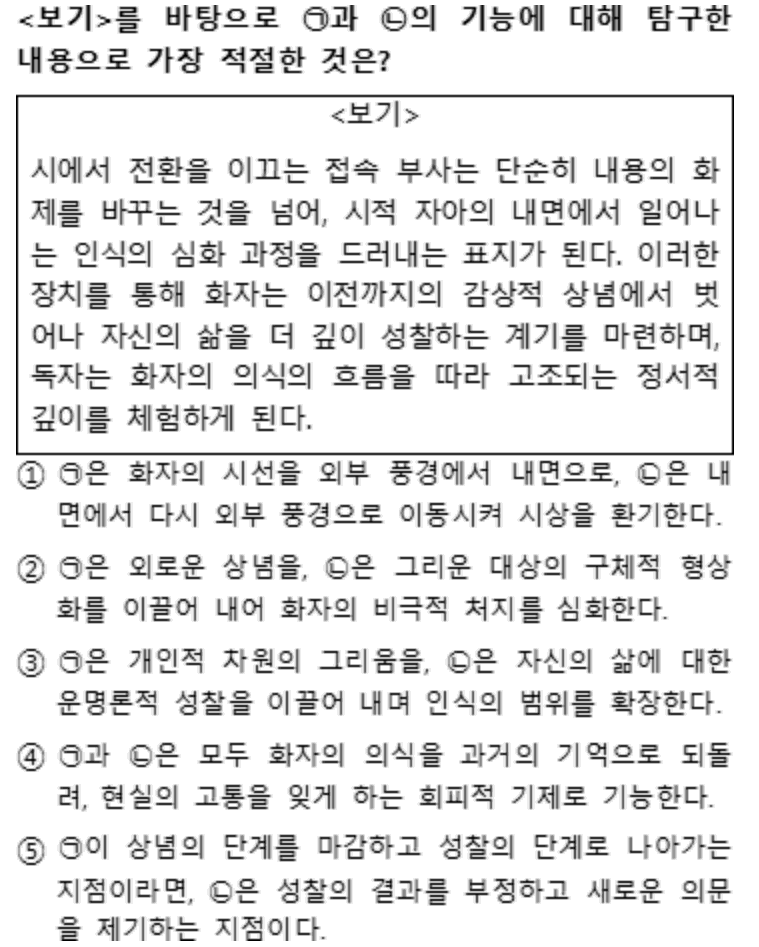 <보기>를 바탕으로 ㉠과 ㉡의 기능에 대해 탐구한
내용으로 가장 적절한 것은?
<보기>
시에서 전환을 이끄는 접속 부사는 단순히 내용의 화
제를 바꾸는 것을 넘어, 시적 자아의 내면에서 일어나
는 인식의 심화 과정을 드러내는 표지가 된다. 이러한
장치를 통해 화자는 이전까지의 감상적 상념에서 벗
어나 자신의 삶을 더 깊이 성찰하는 계기를 마련하며,
독자는 화자의 의식의 흐름을 따라 고조되는 정서적
깊이를 체험하게 된다.
① ㉠은 화자의 시선을 외부 풍경에서 내면으로, ㉡은 내
면에서 다시 외부 풍경으로 이동시켜 시상을 환기한다.
② ㉠은 외로운 상념을, ㉡은 그리운 대상의 구체적 형상
화를 이끌어 내어 화자의 비극적 처지를 심화한다.
③ ㉠은 개인적 차원의 그리움을, ㉡은 자신의 삶에 대한
운명론적 성찰을 이끌어 내며 인식의 범위를 확장한다.
④ ㉠과 ㉡은 모두 화자의 의식을 과거의 기억으로 되돌
려, 현실의 고통을 잊게 하는 회피적 기제로 기능한다.
⑤ ㉠이 상념의 단계를 마감하고 성찰의 단계로 나아가는
지점이라면, ㉡은 성찰의 결과를 부정하고 새로운 의문
을 제기하는 지점이다.